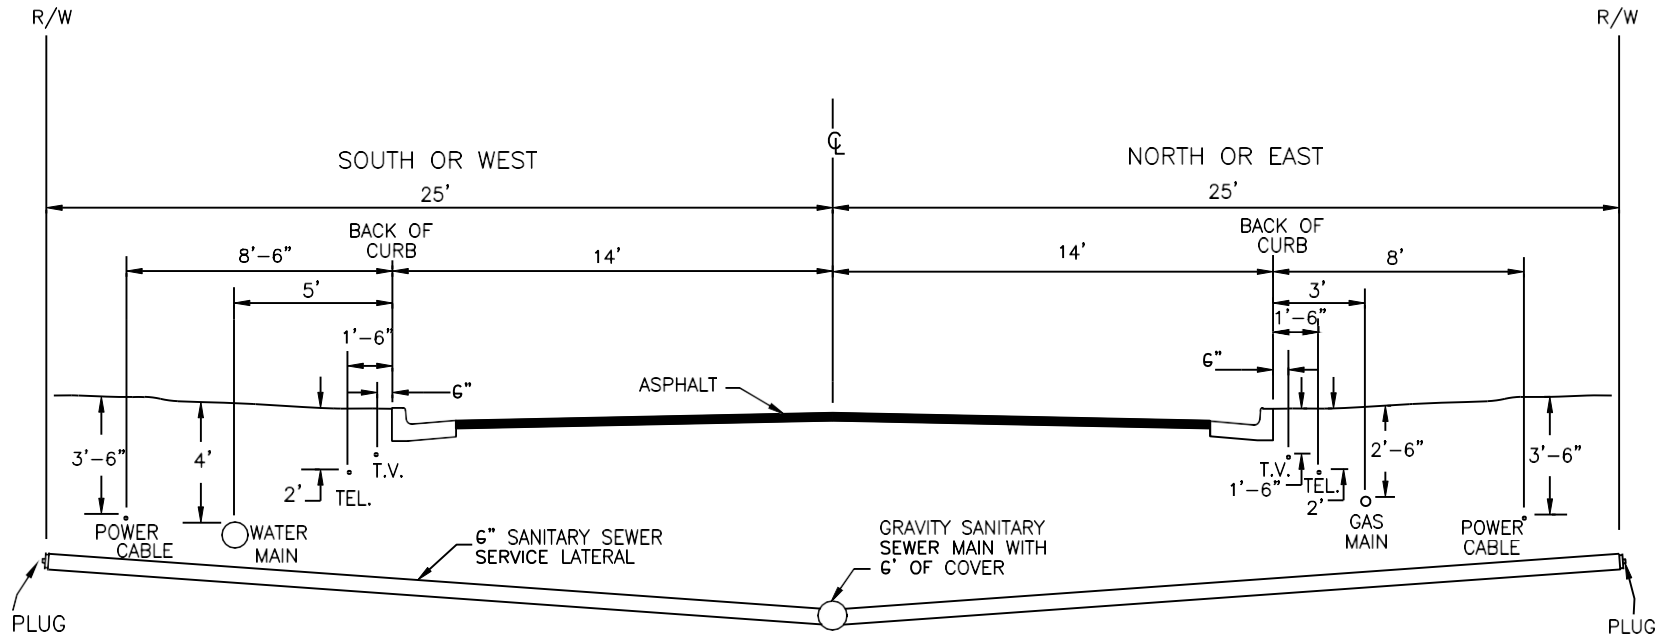 R/W
R/W
℄
SOUTH OR WEST
NORTH OR EAST
25'
25'
BACK OF
CURB
BACK OF
CURB
8'-6"
14'
14'
8'
5'
3'
1'-6"
1'-6"
6"
6"
ASPHALT
3'-6"
4'
2'
T.V.
TEL.
T.V.
1'-6"
TEL.
2'
2'-6"
3'-6"
POWER
CABLE
WATER
MAIN
6" SANITARY SEWER
SERVICE LATERAL
GRAVITY SANITARY
SEWER MAIN WITH
6' OF COVER
GAS
MAIN
POWER
CABLE
PLUG
PLUG